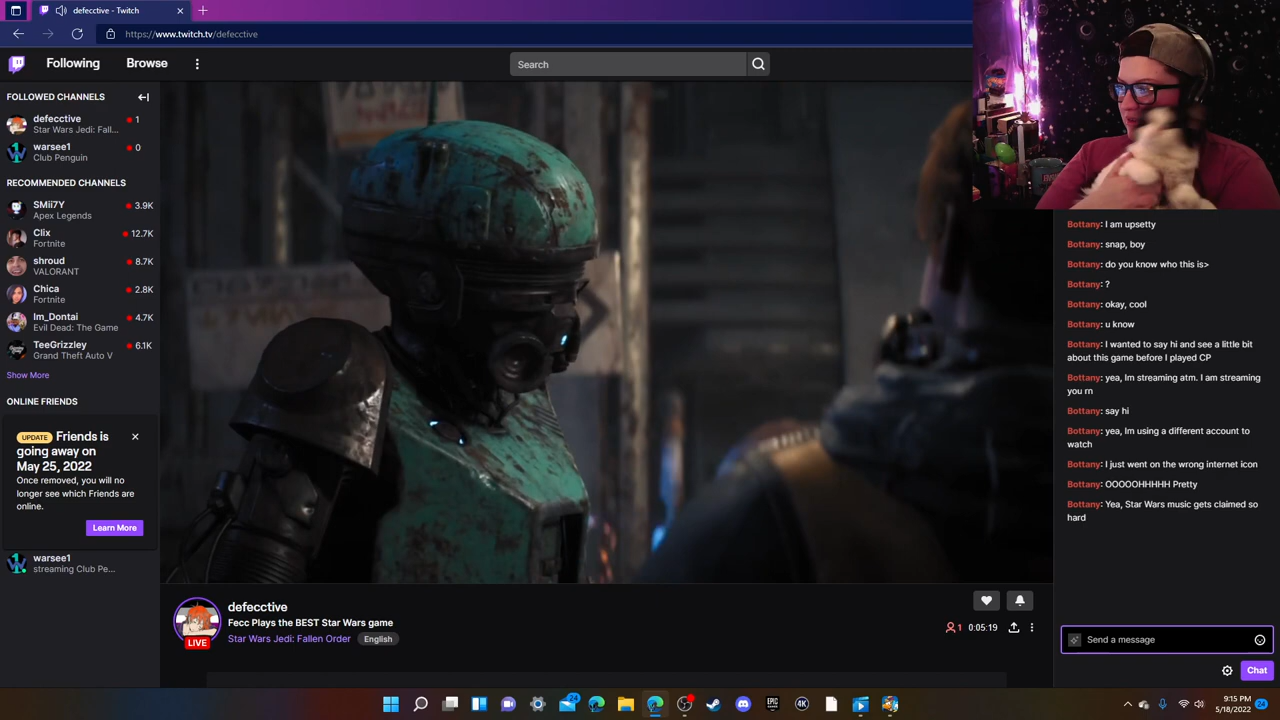 defecctive - Twitch
https://www.twitch.tv/defecctive
Following
Browse
Search
FOLLOWED CHANNELS
defecctive
1
Star Wars Jedi: Fall...
warsee1
0
Club Penguin
RECOMMENDED CHANNELS
SMii7Y
3.9K
Apex Legends
Clix
12.7K
Fortnite
shroud
8.7K
VALORANT
Chica
2.8K
Fortnite
Im_Dontai
4.7K
Evil Dead: The Game
TeeGrizzley
6.1K
Grand Theft Auto V
Show More
ONLINE FRIENDS
UPDATE Friends is
going away on
May 25, 2022
Once removed, you will
no longer see which Friends are
online.
Learn More
warsee1
streaming Club Pe...
defecctive
Fecc Plays the BEST Star Wars game
Star Wars Jedi: Fallen Order
English
LIVE
1
0:05:19
Bottany: I am upsetty
Bottany: snap, boy
Bottany: do you know who this is>
Bottany: ?
Bottany: okay, cool
Bottany: u know
Bottany: I wanted to say hi and see a little bit
about this game before I played CP
Bottany: yea, Im streaming atm. I am streaming
you rn
Bottany: say hi
Bottany: yea, Im using a different account to
watch
Bottany: I just went on the wrong internet icon
Bottany: OOOOOHHHHH Pretty
Bottany: Yea, Star Wars music gets claimed so
hard
Send a message
Chat
24
EPIC
4K
9:15 PM
5/18/2022
24